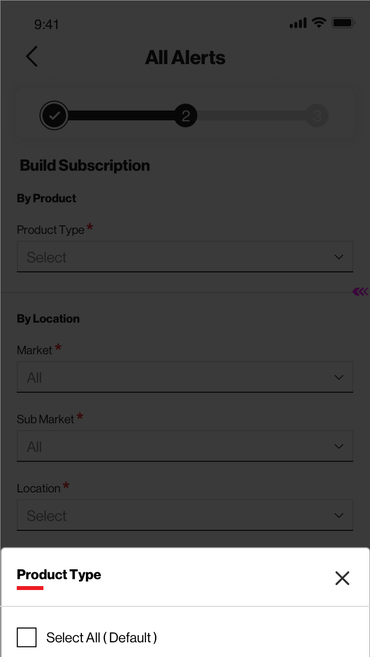 9:41
All Alerts
2
3
Build Subscription
By Product
Product Type *
Select
By Location
Market *
All
Sub Market *
All
Location *
Select
Product Type
Select All ( Default )